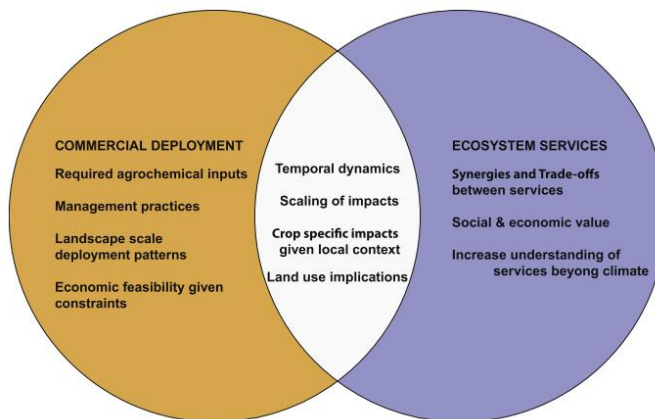 COMMERCIAL DEPLOYMENT
Required agrochemical inputs
Management practices
Landscape scale
deployment patterns
Economic feasibility given
constraints
Temporal dynamics
Scaling of impacts
Crop specific impacts
given local context
Land use implications
ECOSYSTEM SERVICES
Synergies and Trade-offs
between services
Social & economic value
Increase understanding of
services beyong climate